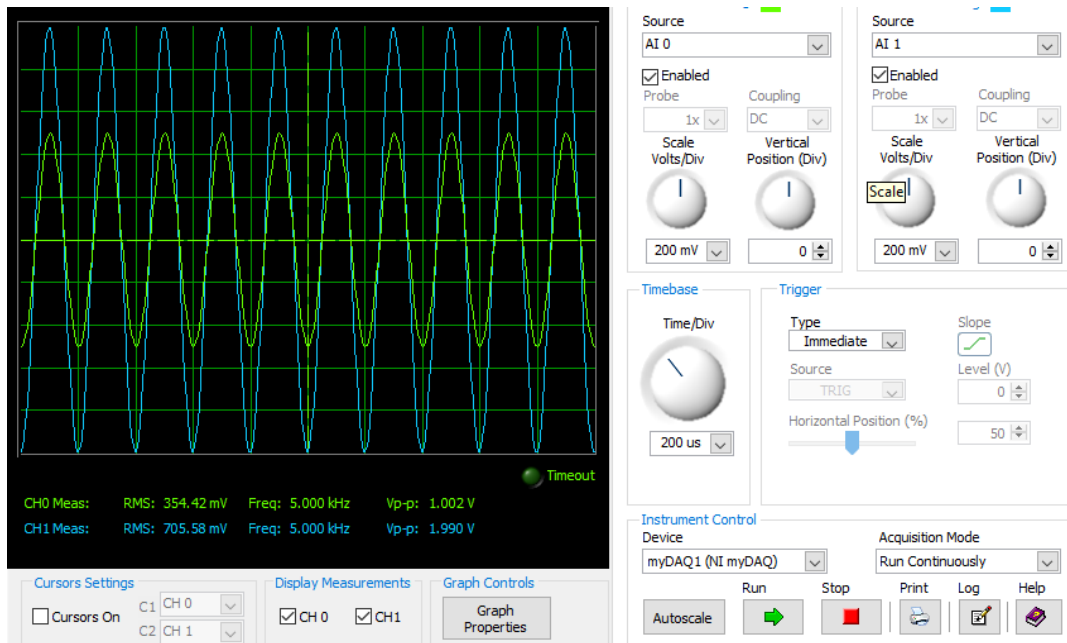 Source
AI 0
Enabled
Probe
Coupling
1x
DC
Scale
Volts/Div
Vertical
Position (Div)
200 mV
0
Source
AI 1
Enabled
Probe
Coupling
1x
DC
Scale
Volts/Div
Vertical
Position (Div)
Scale
200 mV
0
Timebase
Time/Div
200 us
Trigger
Type
Immediate
Slope
Source
TRIG
Level (V)
0
Horizontal Position (%)
50
Timeout
CH0 Meas: RMS: 354.42 mV Freq: 5.000 kHz Vp-p: 1.002 V
CH1 Meas: RMS: 705.58 mV Freq: 5.000 kHz Vp-p: 1.990 V
Cursors Settings
Cursors On
C1 CH 0
C2 CH 1
Display Measurements
CH 0
CH1
Graph Controls
Graph
Properties
Instrument Control
Device
myDAQ1 (NI myDAQ)
Acquisition Mode
Run Continuously
Run
Stop
Print
Log
Help
Autoscale